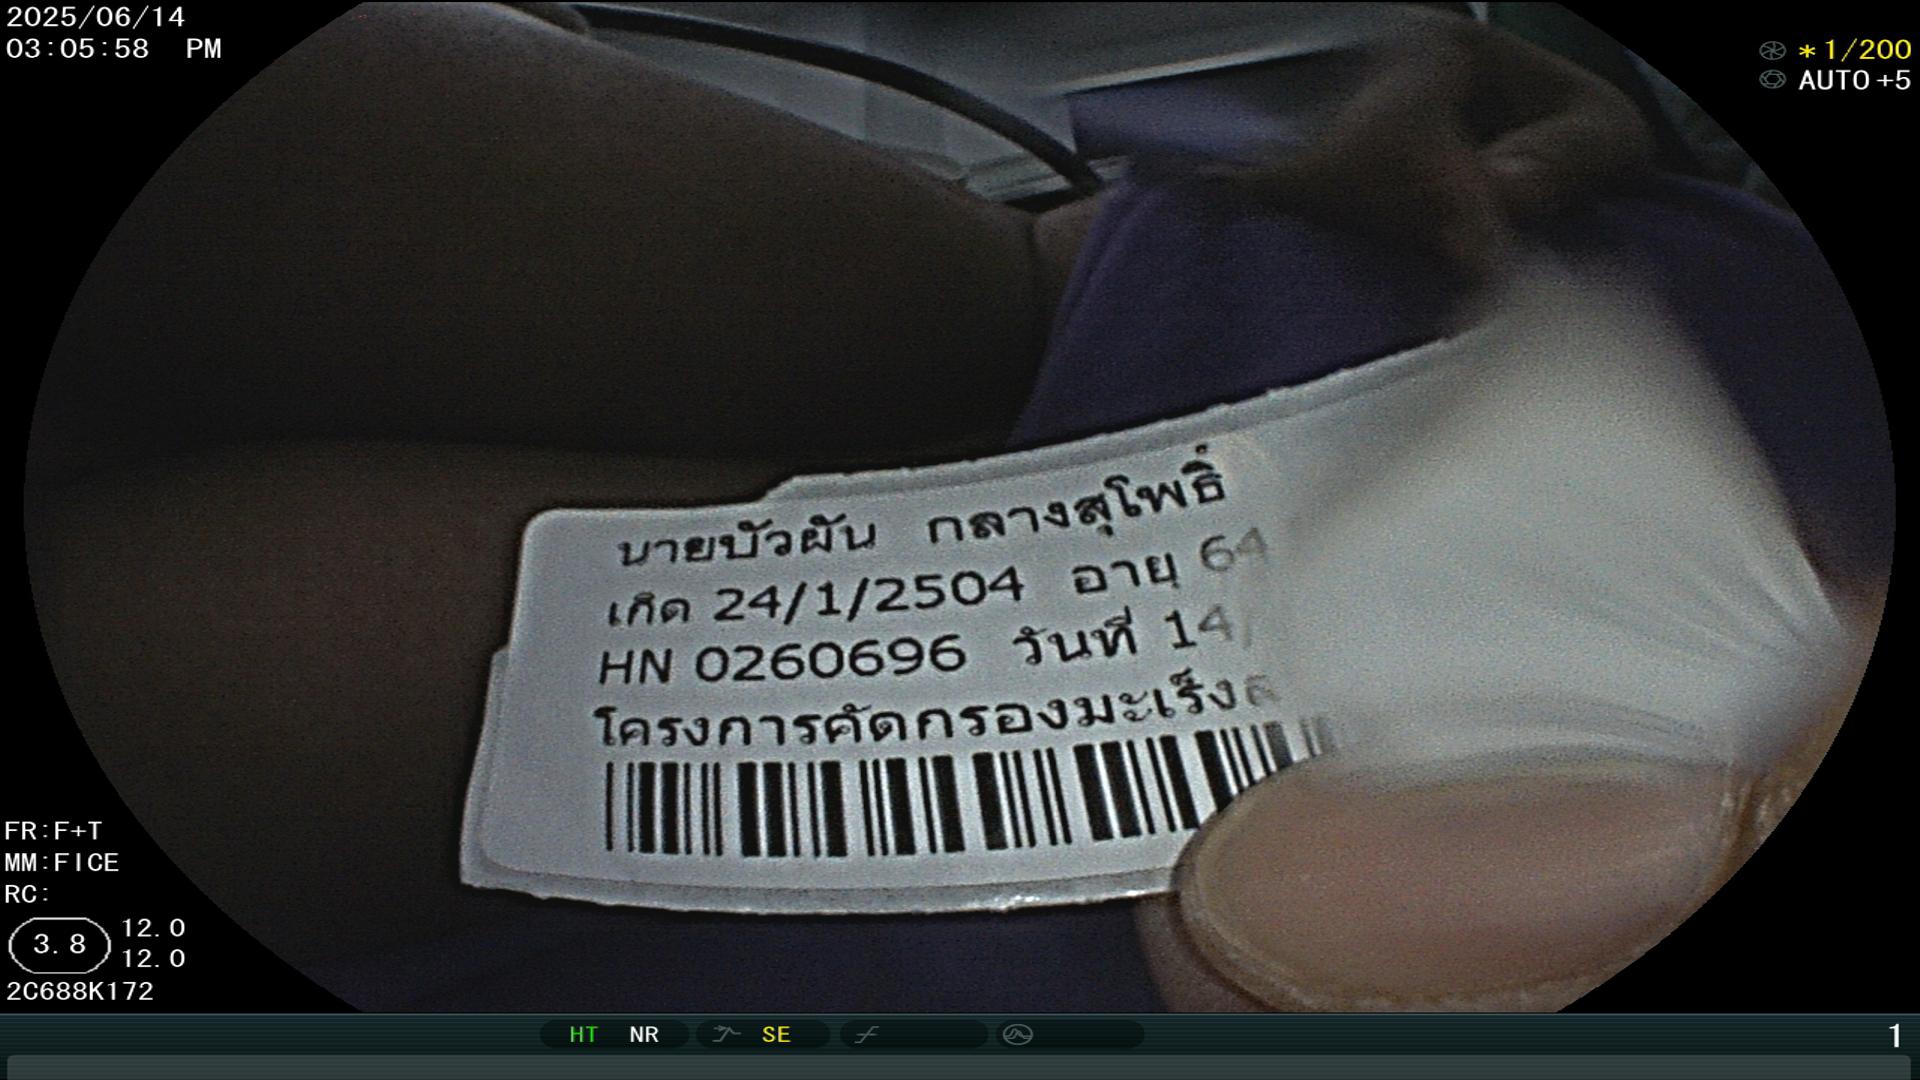 2025/06/14
03:05:58 PM
*1/200
AUTO+5
นายบัวผัน กลางสุโพธิ์
เกิด 24/1/2504 อายุ 64
HN 0260696 วันที่ 14/
โครงการคัดกรองมะเร็ง
FR:F+T
MM:FICE
RC:
3.8 12.0
12.0
2C688K172
HT NR SE 1